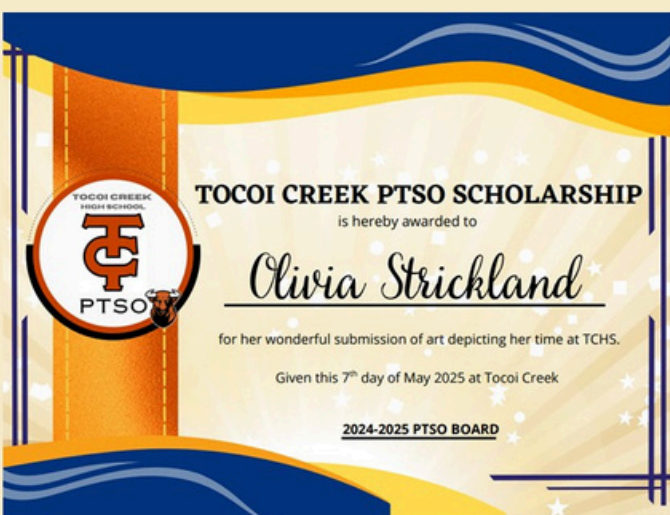 TOCOI CREEK
HIGH SCHOOL
TC
PTSO
TOCOI CREEK PTSO SCHOLARSHIP
is hereby awarded to
Olivia Strickland
for her wonderful submission of art depicting her time at TCHS.
Given this 7th day of May 2025 at Tocoi Creek
2024-2025 PTSO BOARD